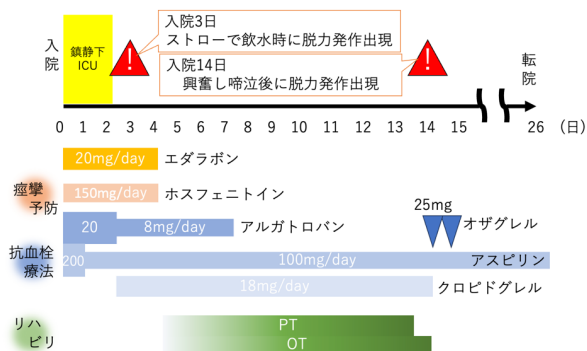 入院
鎮静下
ICU
入院3日
ストローで飲水時に脱力発作出現
入院14日
興奮し啼泣後に脱力発作出現
転院
0 1 2 3 4 5 6 7 8 9 10 11 12 13 14 15 26 (日)
20mg/day エダラボン
痙攣
予防
150mg/day ホスフェニトイン
20 8mg/day アルガトロバン
25mg
オザグレル
抗血栓
療法
200 100mg/day アスピリン
18mg/day クロピドグレル
リハ
ビリ
PT
OT